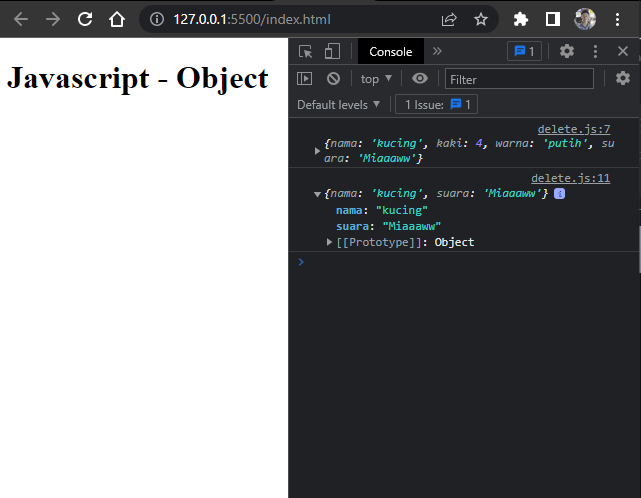 127.0.0.1:5500/index.html
Javascript - Object
Console » 1
top Filter
Default levels 1 Issue: 1
delete.js:7
{nama: 'kucing', kaki: 4, warna: 'putih', su
ara: 'Miaaaww'}
delete.js:11
{nama: 'kucing', suara: 'Miaaaww'} i
nama: "kucing"
suara: "Miaaaww"
[[Prototype]]: Object